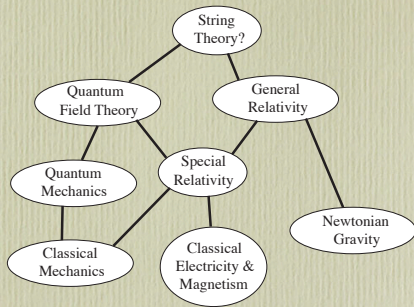 String
Theory?
Quantum
Field Theory
General
Relativity
Quantum
Mechanics
Special
Relativity
Newtonian
Gravity
Classical
Mechanics
Classical
Electricity &
Magnetism